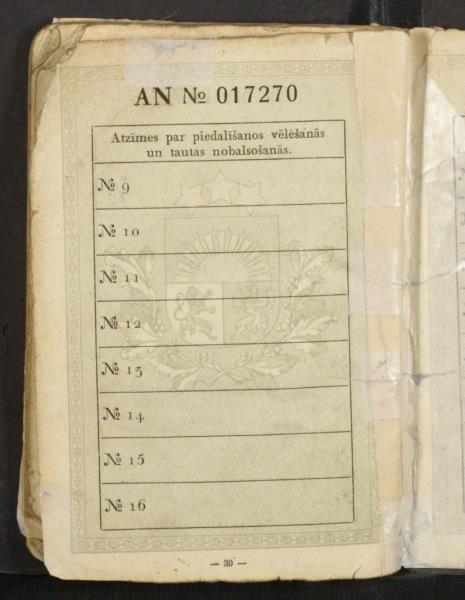 AN № 017270
Atzīmes par piedalīšanos vēlēšanās
un tautas nobalsošanās.
№ 9
№ 10
№ 11
№ 12
№ 13
№ 14
№ 15
№ 16
— 30 —